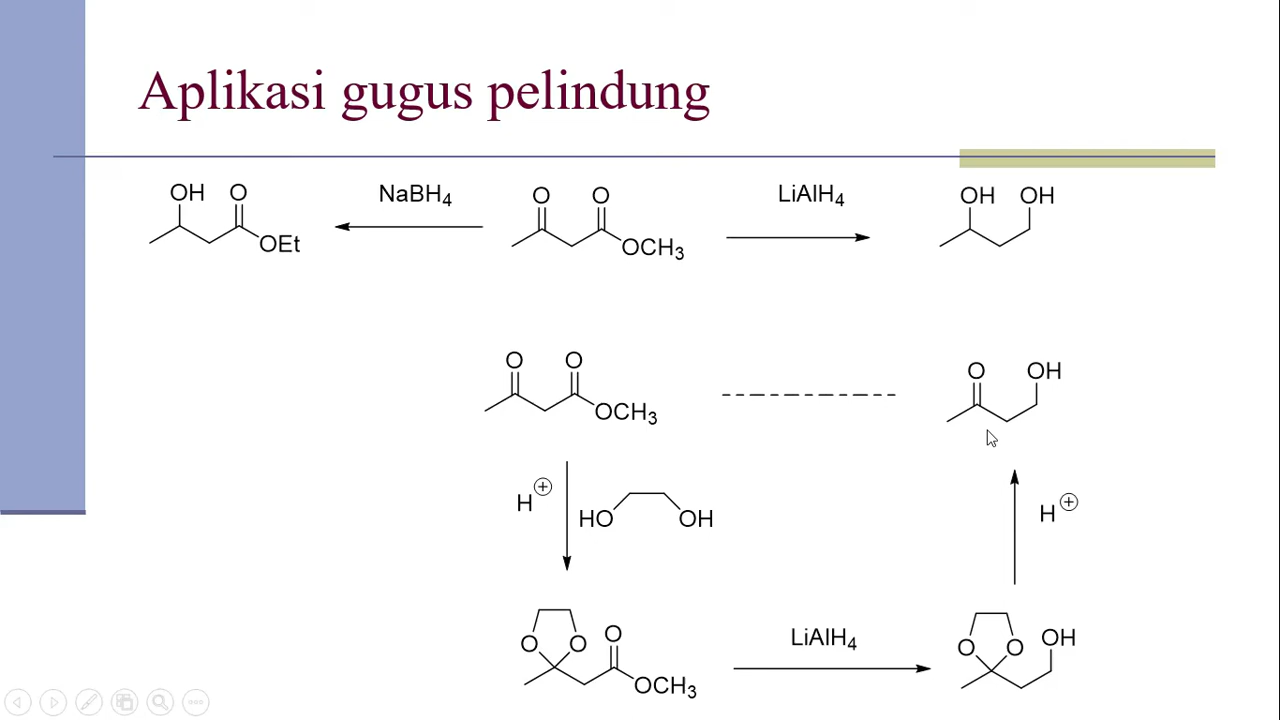 Aplikasi gugus pelindung
OH O
OEt
NaBH4
O O
OCH3
LiAlH4
OH OH
O O
OCH3
O OH
H +
HO OH
H +
O O O
OCH3
LiAlH4
O O OH